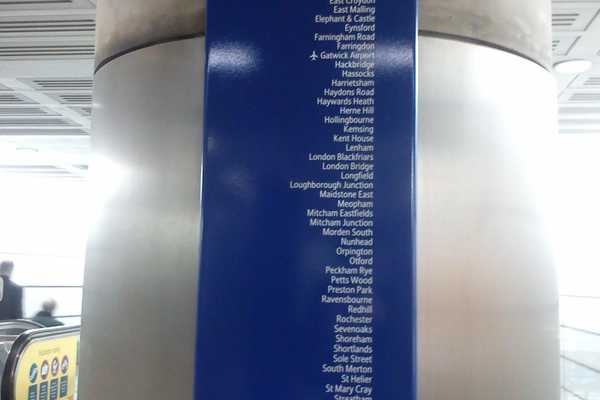 East Croydon
East Malling
Elephant & Castle
Eynsford
Farningham Road
Farringdon
Gatwick Airport
Hackbridge
Hassocks
Harrietsham
Haydons Road
Haywards Heath
Herne Hill
Hollingbourne
Kemsing
Kent House
Lenham
London Blackfriars
London Bridge
Longfield
Loughborough Junction
Maidstone East
Meopham
Mitcham Eastfields
Mitcham Junction
Morden South
Nunhead
Orpington
Otford
Peckham Rye
Petts Wood
Preston Park
Ravensbourne
Redhill
Rochester
Sevenoaks
Shoreham
Shortlands
Sole Street
South Merton
St Helier
St Mary Cray
Streatham